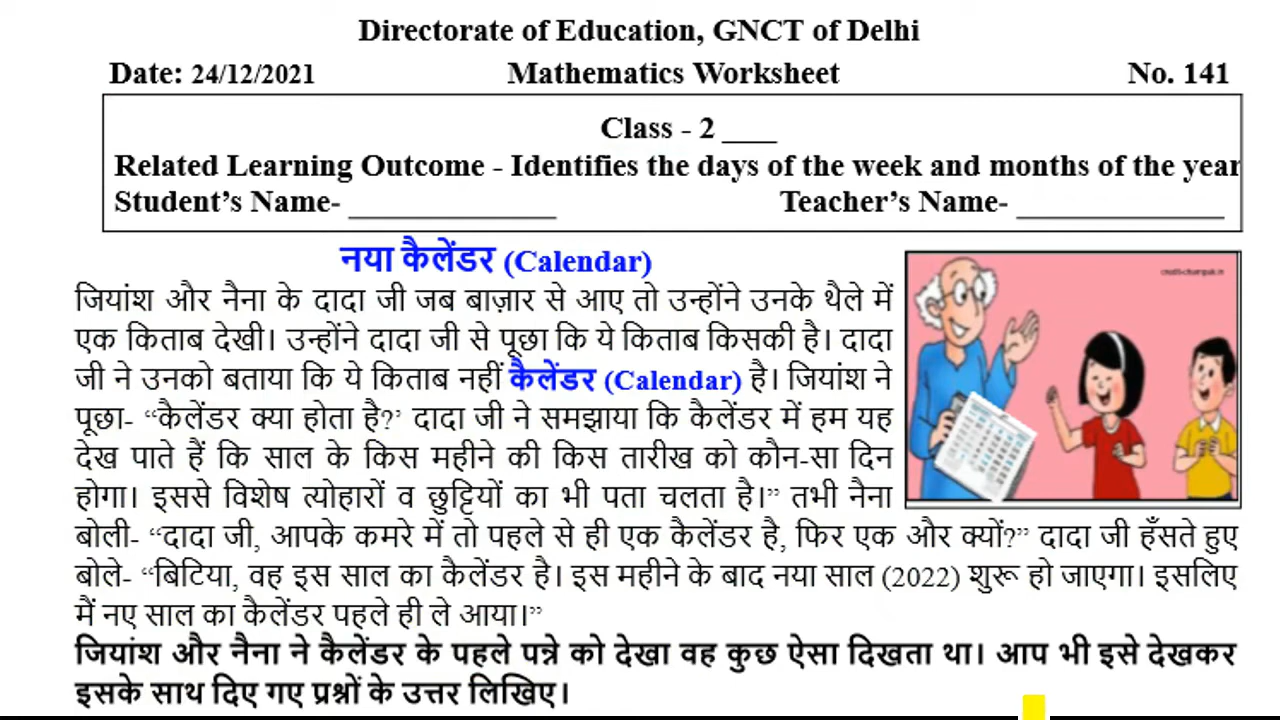 Directorate of Education, GNCT of Delhi
Date: 24/12/2021 Mathematics Worksheet No. 141
Class - 2 ___
Related Learning Outcome - Identifies the days of the week and months of the year
Student’s Name- _____________ Teacher’s Name- _____________
नया कैलेंडर (Calendar)
जियांश और नैना के दादा जी जब बाज़ार से आए तो उन्होंने उनके थैले में
एक किताब देखी। उन्होंने दादा जी से पूछा कि ये किताब किसकी है। दादा
जी ने उनको बताया कि ये किताब नहीं कैलेंडर (Calendar) है। जियांश ने
पूछा- “कैलेंडर क्या होता है?’ दादा जी ने समझाया कि कैलेंडर में हम यह
देख पाते हैं कि साल के किस महीने की किस तारीख को कौन-सा दिन
होगा। इससे विशेष त्योहारों व छुट्टियों का भी पता चलता है।” तभी नैना
बोली- “दादा जी, आपके कमरे में तो पहले से ही एक कैलेंडर है, फिर एक और क्यों?” दादा जी हँसते हुए
बोले- “बिटिया, वह इस साल का कैलेंडर है। इस महीने के बाद नया साल (2022) शुरू हो जाएगा। इसलिए
मैं नए साल का कैलेंडर पहले ही ले आया।”
जियांश और नैना ने कैलेंडर के पहले पन्ने को देखा वह कुछ ऐसा दिखता था। आप भी इसे देखकर
इसके साथ दिए गए प्रश्नों के उत्तर लिखिए।